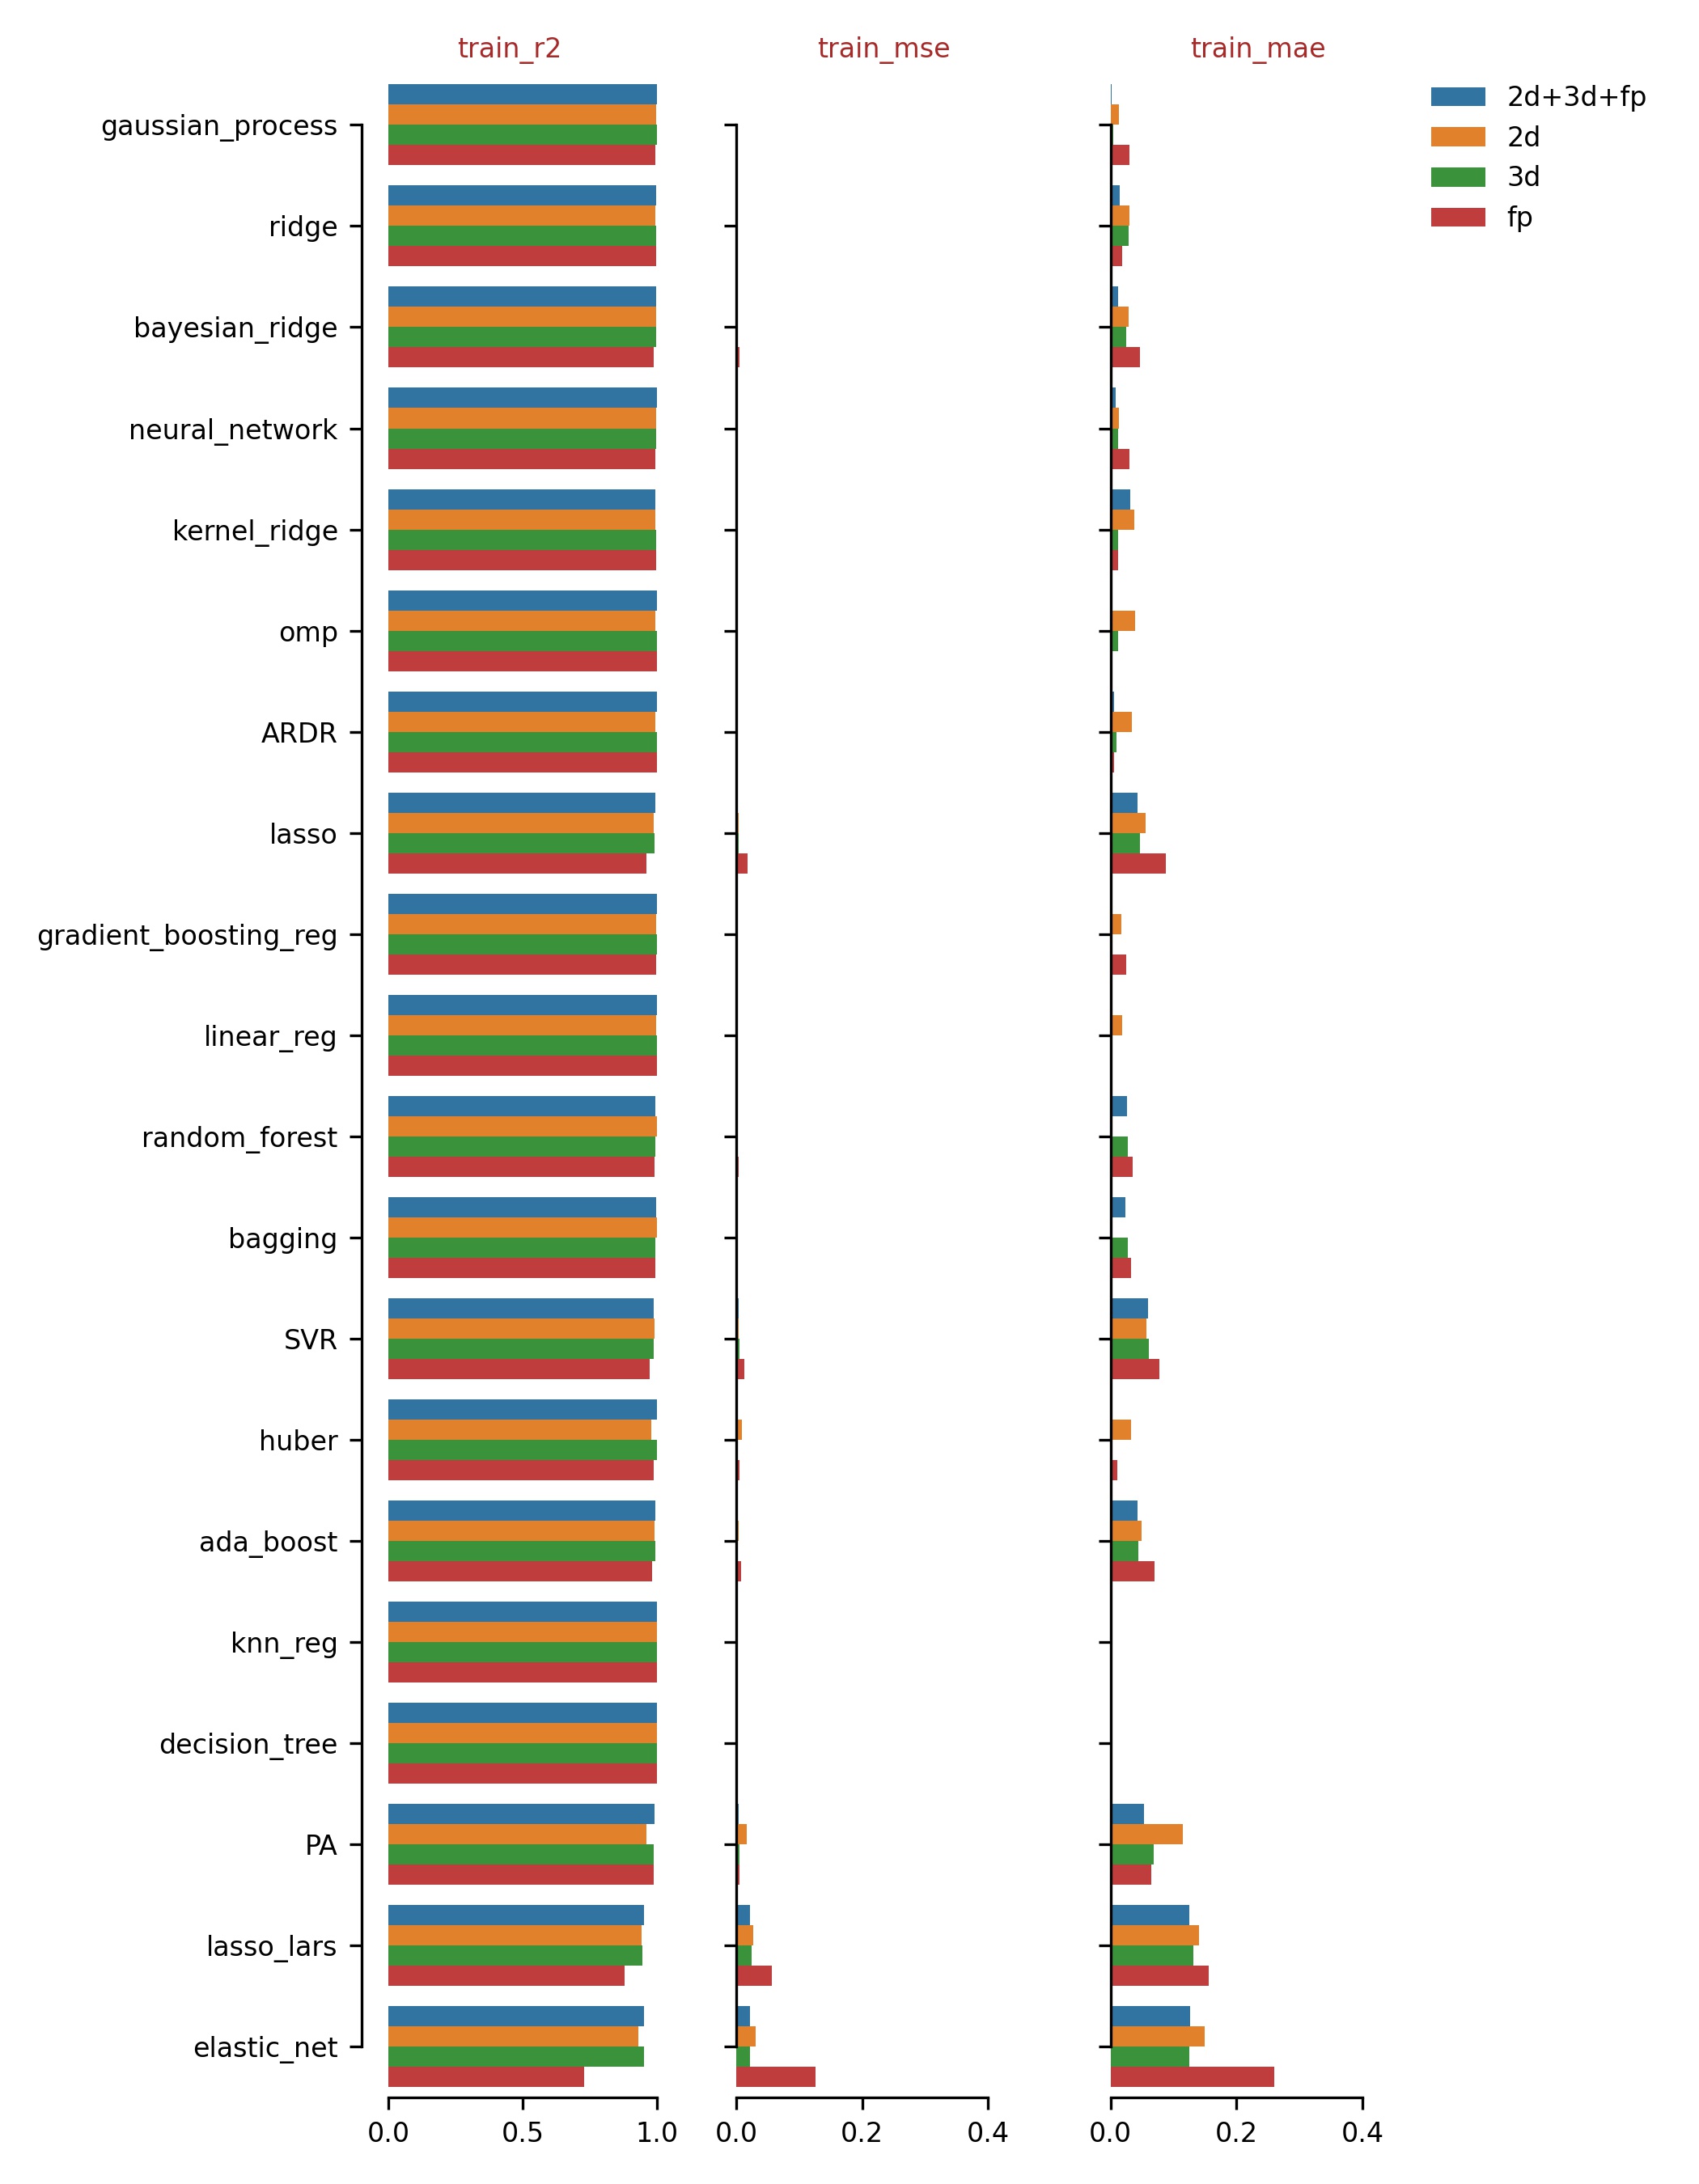 train_r2 train_mse train_mae
2d+3d+fp
2d
3d
fp
gaussian_process
ridge
bayesian_ridge
neural_network
kernel_ridge
omp
ARDR
lasso
gradient_boosting_reg
linear_reg
random_forest
bagging
SVR
huber
ada_boost
knn_reg
decision_tree
PA
lasso_lars
elastic_net
0.0 0.5 1.0 0.0 0.2 0.4 0.0 0.2 0.4